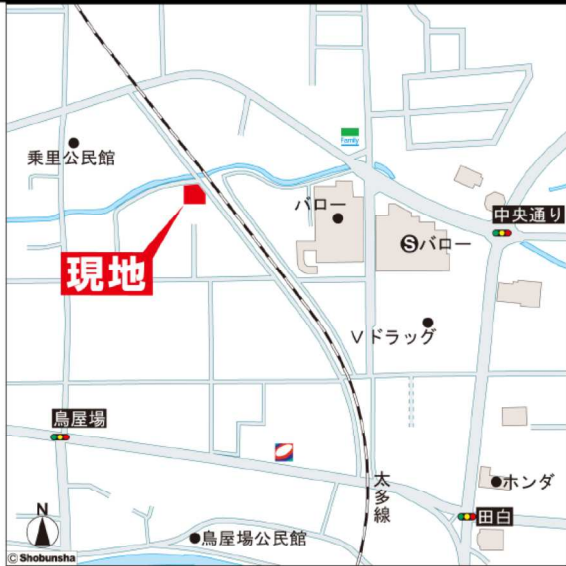 Family
乗里公民館
バロー
中央通り
Ⓢバロー
現地
Vドラッグ
鳥屋場
太多線
ホンダ
田白
N
鳥屋場公民館
© Shobunsha